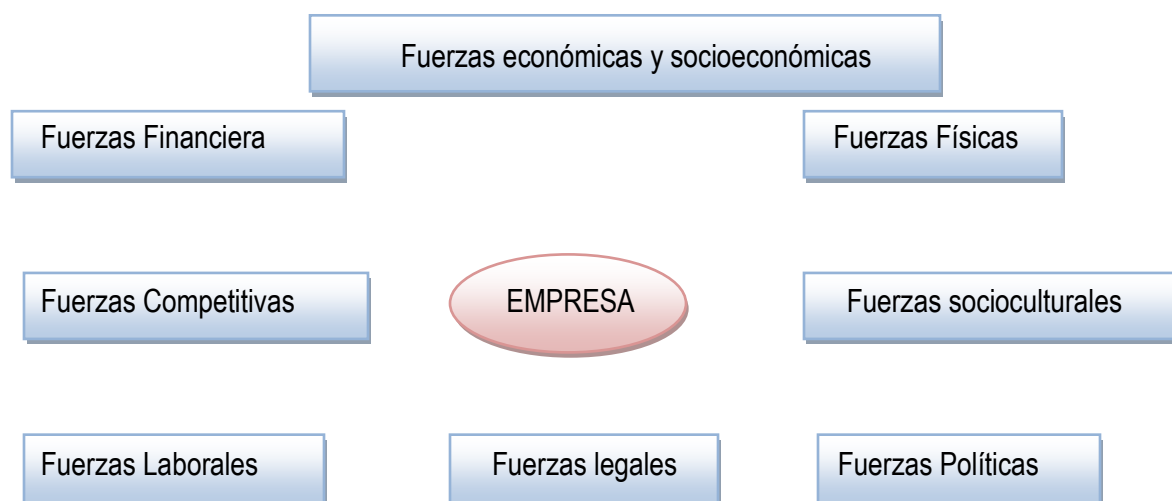 Fuerzas económicas y socioeconómicas
Fuerzas Financiera
Fuerzas Físicas
Fuerzas Competitivas
EMPRESA
Fuerzas socioculturales
Fuerzas Laborales
Fuerzas legales
Fuerzas Políticas